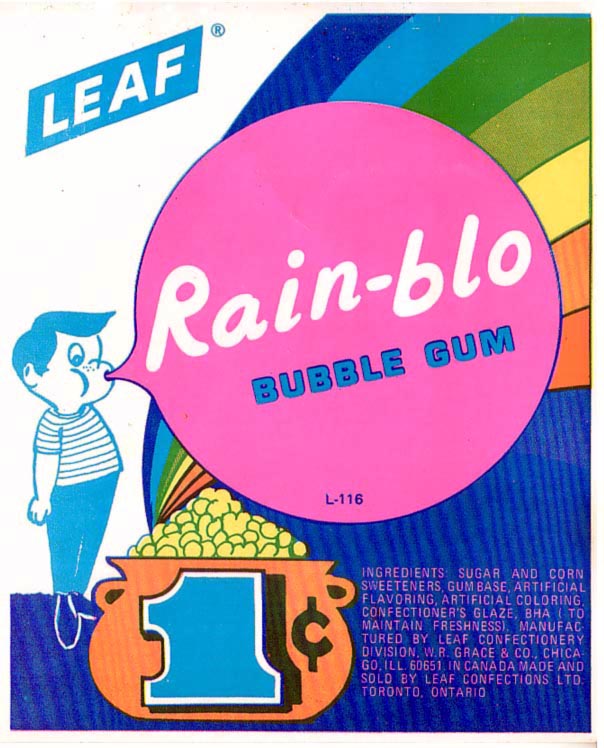 LEAF®
Rain-blo
BUBBLE GUM
L-116
1¢
INGREDIENTS: SUGAR AND CORN
SWEETENERS, GUM BASE, ARTIFICIAL
FLAVORING, ARTIFICIAL COLORING,
CONFECTIONER'S GLAZE, BHA (TO
MAINTAIN FRESHNESS). MANUFAC-
TURED BY LEAF CONFECTIONERY
DIVISION, W.R. GRACE & CO., CHICA-
GO, ILL. 60651. IN CANADA MADE AND
SOLD BY LEAF CONFECTIONS LTD.
TORONTO, ONTARIO